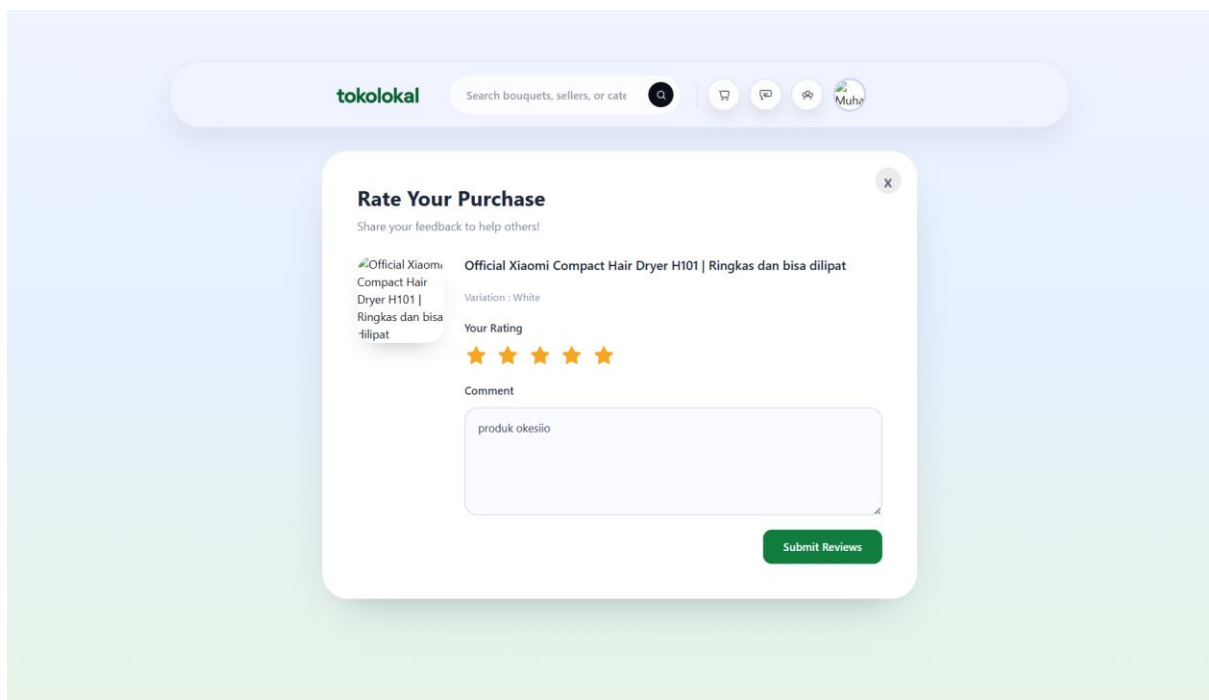 tokolokal
Search bouquets, sellers, or cate
Muha
X
Rate Your Purchase
Share your feedback to help others!
Official Xiaomi
Compact Hair
Dryer H101 |
Ringkas dan bisa
dilipat
Official Xiaomi Compact Hair Dryer H101 | Ringkas dan bisa dilipat
Variation : White
Your Rating
Comment
produk okesiio
Submit Reviews